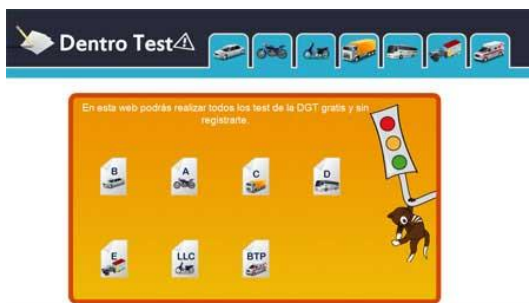 Dentro Test
En esta web podrás realizar todos los test de la DGT gratis y sin
registrarte.
B
A
C
D
E
LLC
BTP